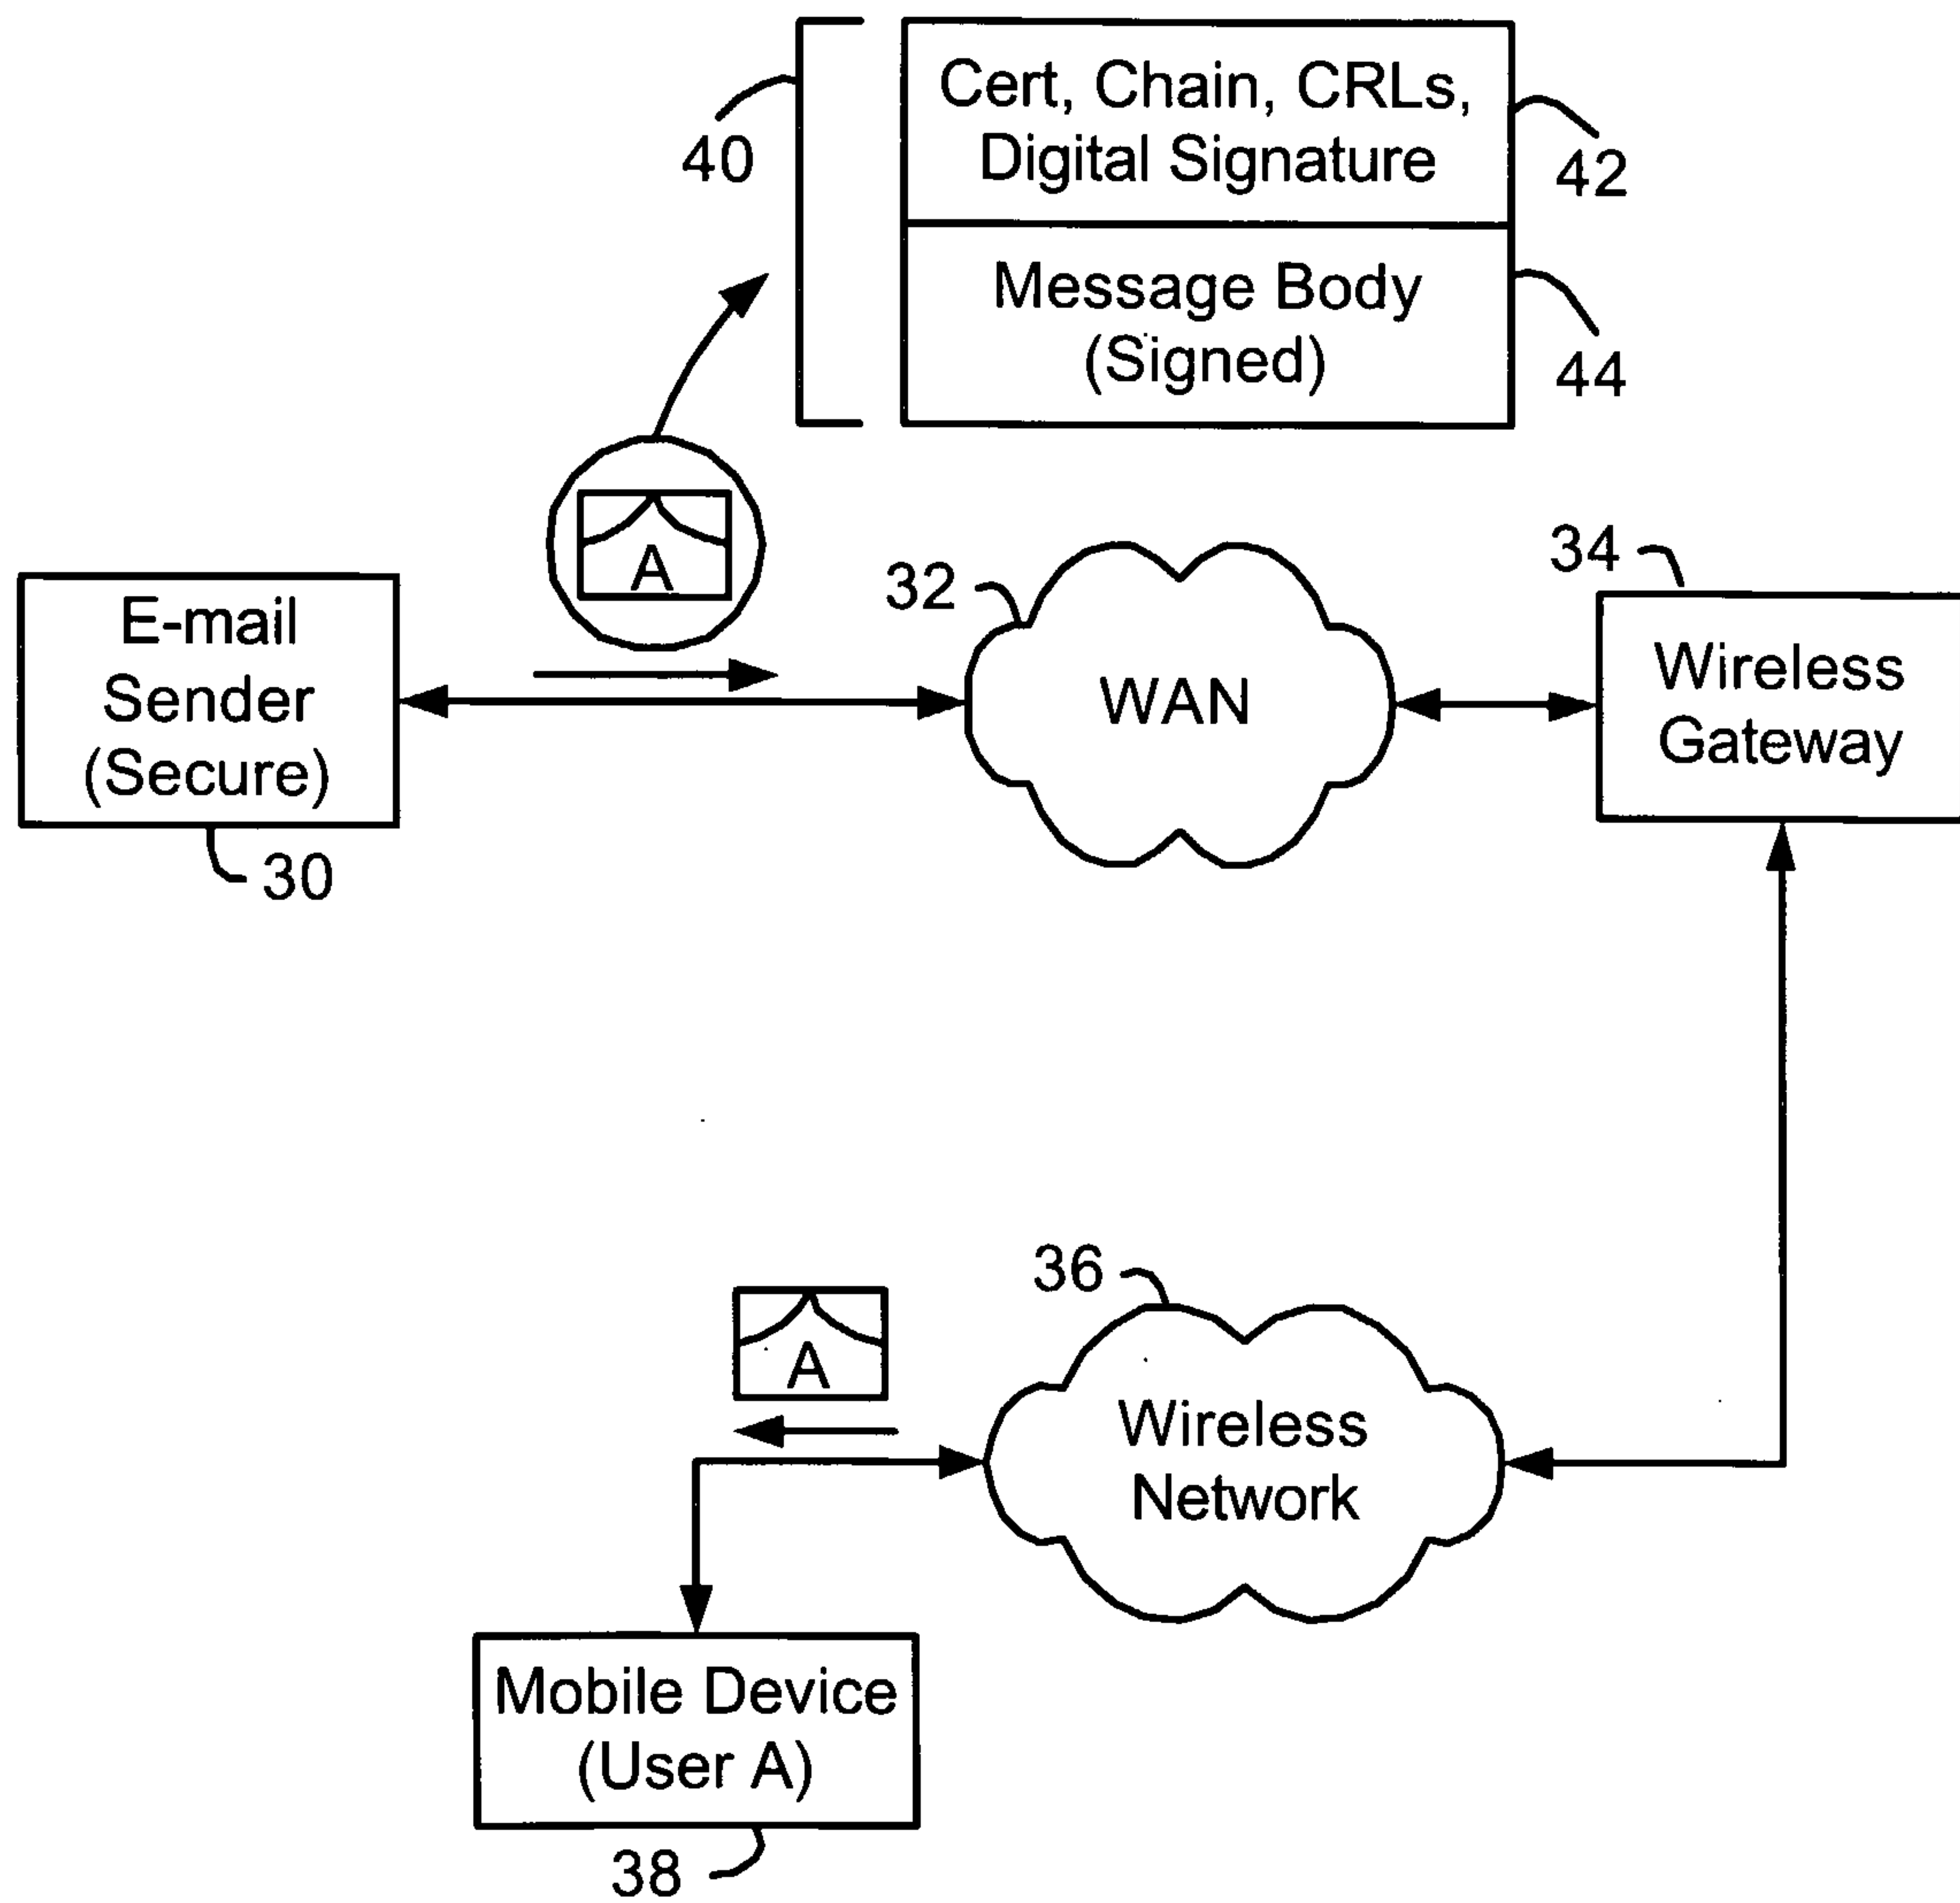 Cert, Chain, CRLs,
Digital Signature
40
42
Message Body
(Signed)
44
A
34
32
E-mail
Sender
(Secure)
WAN
Wireless
Gateway
30
36
A
Wireless
Network
Mobile Device
(User A)
38